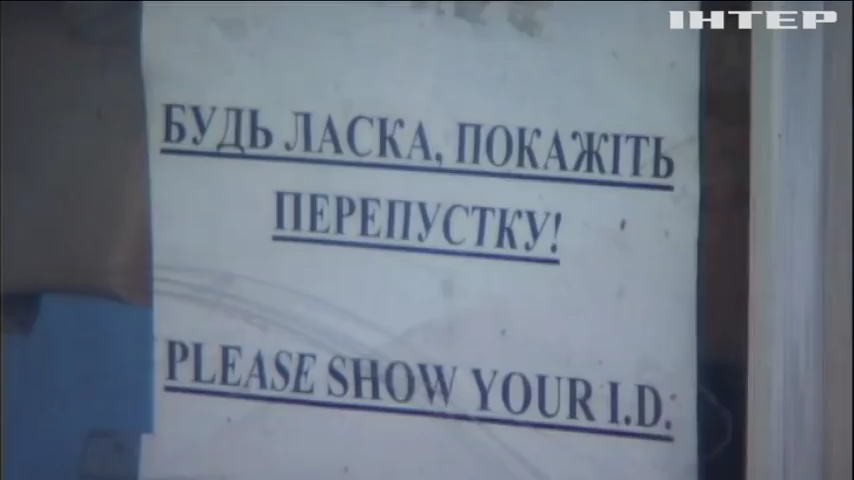 ІНТЕР
БУДЬ ЛАСКА, ПОКАЖІТЬ
ПЕРЕПУСТКУ!
PLEASE SHOW YOUR I.D.